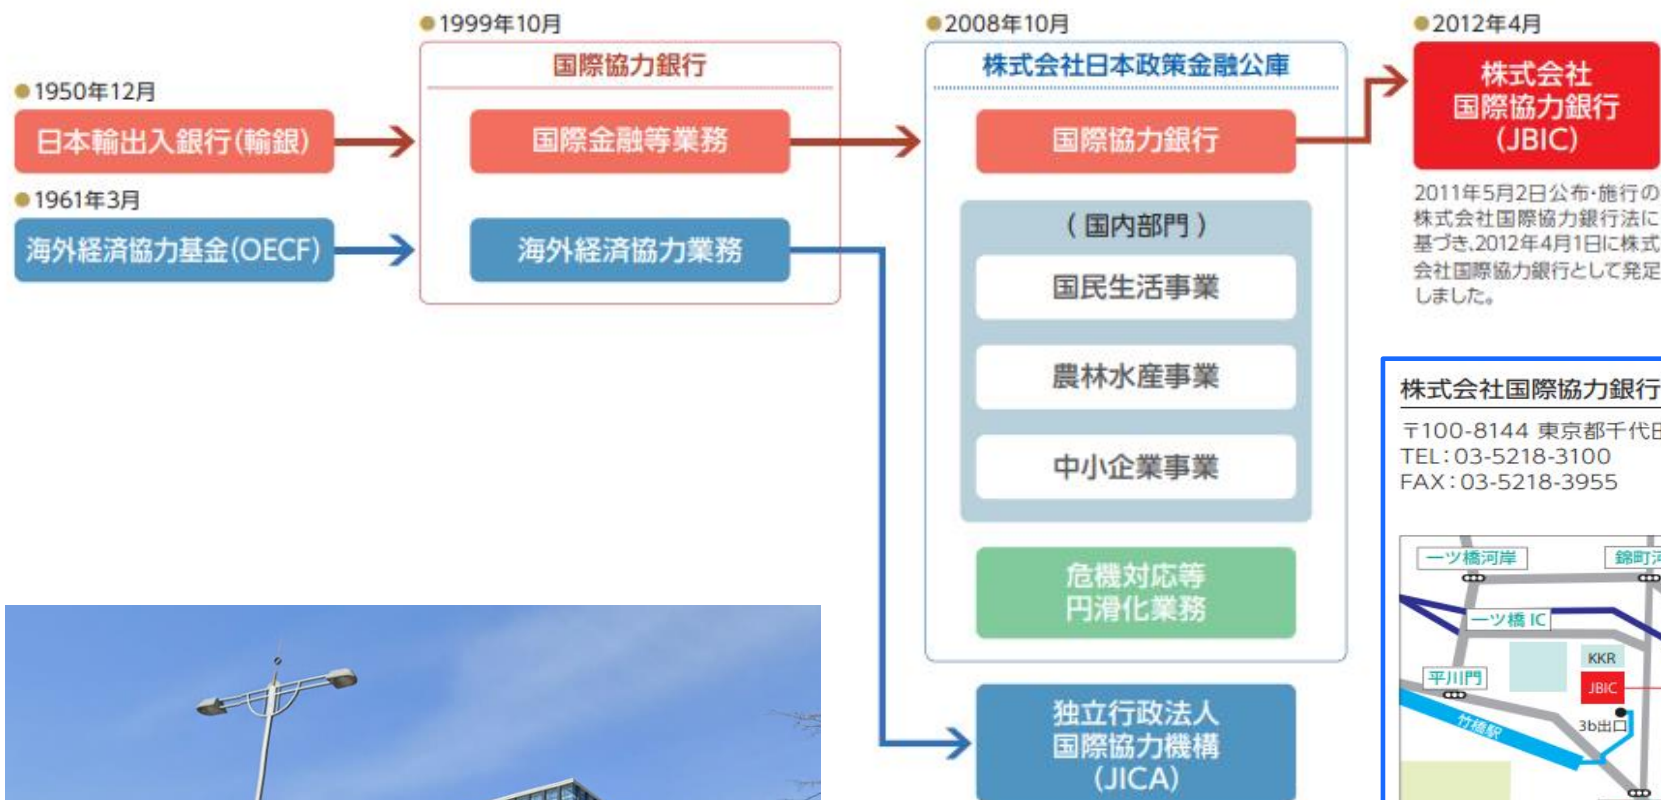 ●1950年12月
日本輸出入銀行(輸銀)
●1961年3月
海外経済協力基金(OECF)
●1999年10月
国際協力銀行
国際金融等業務
海外経済協力業務
●2008年10月
株式会社日本政策金融公庫
国際協力銀行
(国内部門)
国民生活事業
農林水産事業
中小企業事業
危機対応等
円滑化業務
独立行政法人
国際協力機構
(JICA)
●2012年4月
株式会社
国際協力銀行
(JBIC)
2011年5月2日公布・施行の
株式会社国際協力銀行法に
基づき、2012年4月1日に株式
会社国際協力銀行として発足
しました。
株式会社国際協力銀行
〒100-8144 東京都千代田
TEL:03-5218-3100
FAX:03-5218-3955
一ツ橋河岸
錦町河
一ツ橋 IC
KKR
平川門
JBIC
3b出口
竹橋駅